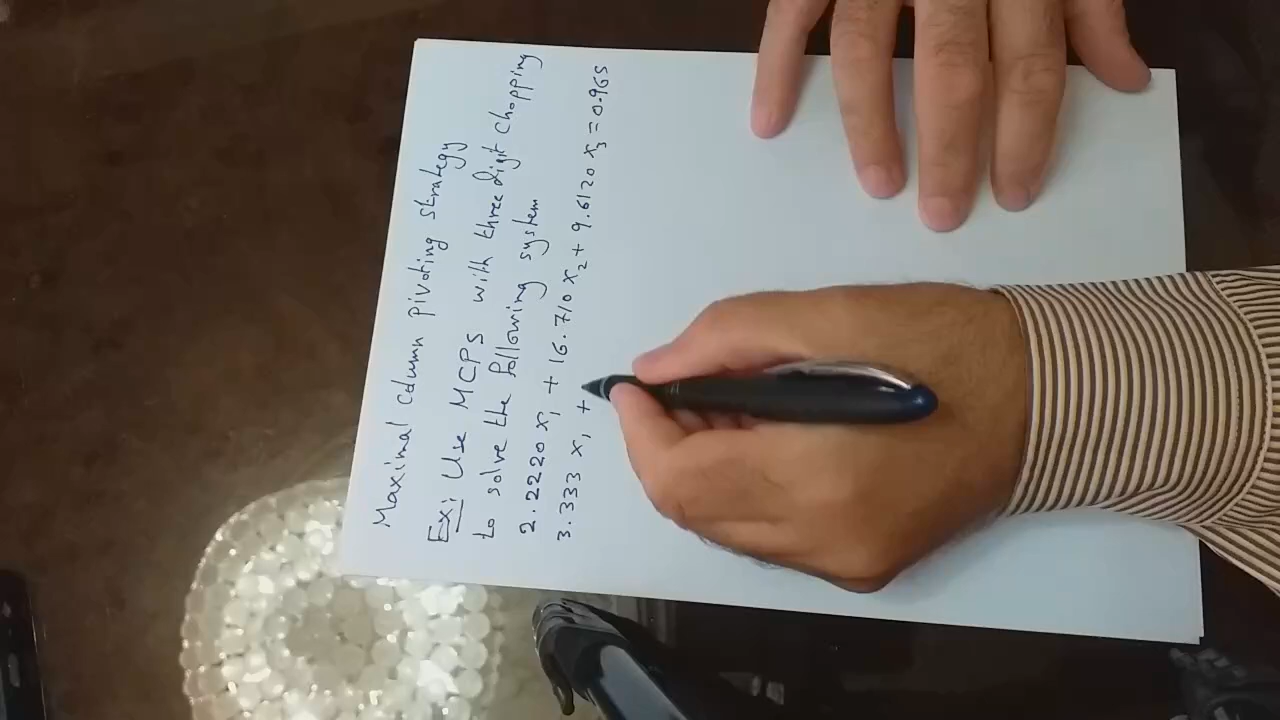 Maximal column pivoting strategy
Ex: Use MCPS with three digit chopping
to solve the following system
2.2220 x₁ + 16.710 x₂ + 9.6120 x₃ = 0.965
3.333 x₁ +